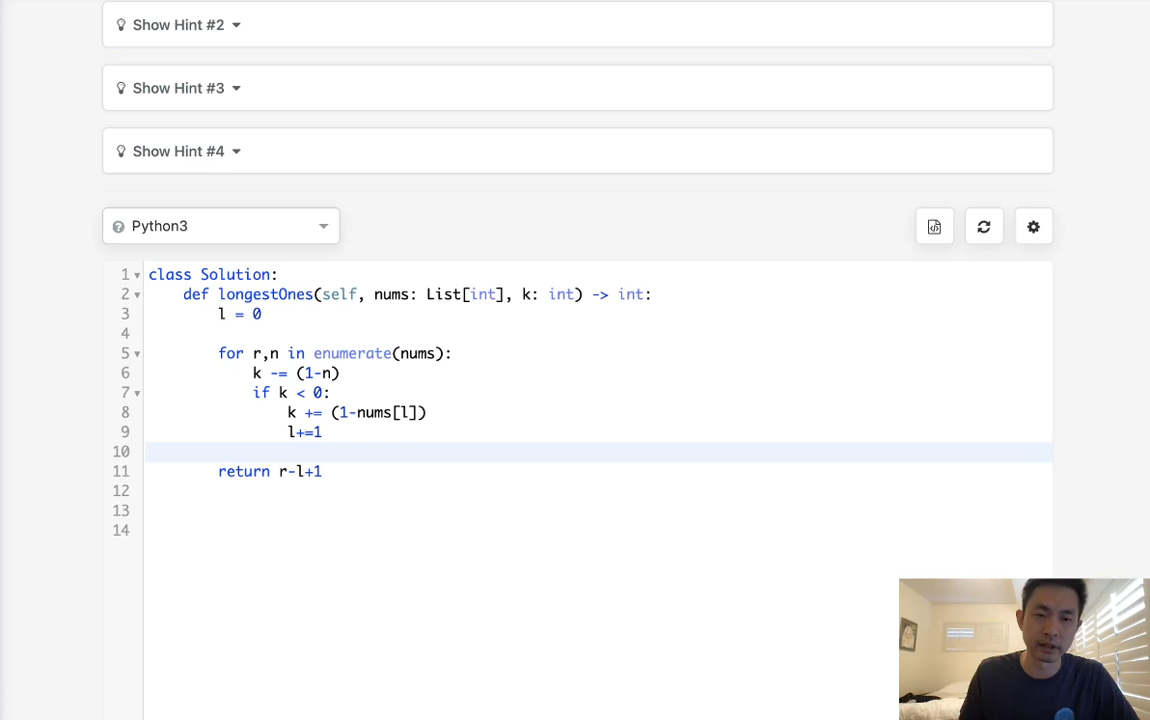 Show Hint #2
Show Hint #3
Show Hint #4
Python3
1 class Solution:
2 def longestOnes(self, nums: List[int], k: int) -> int:
3 l = 0
4
5 for r,n in enumerate(nums):
6 k -= (1-n)
7 if k < 0:
8 k += (1-nums[l])
9 l+=1
10
11 return r-l+1
12
13
14